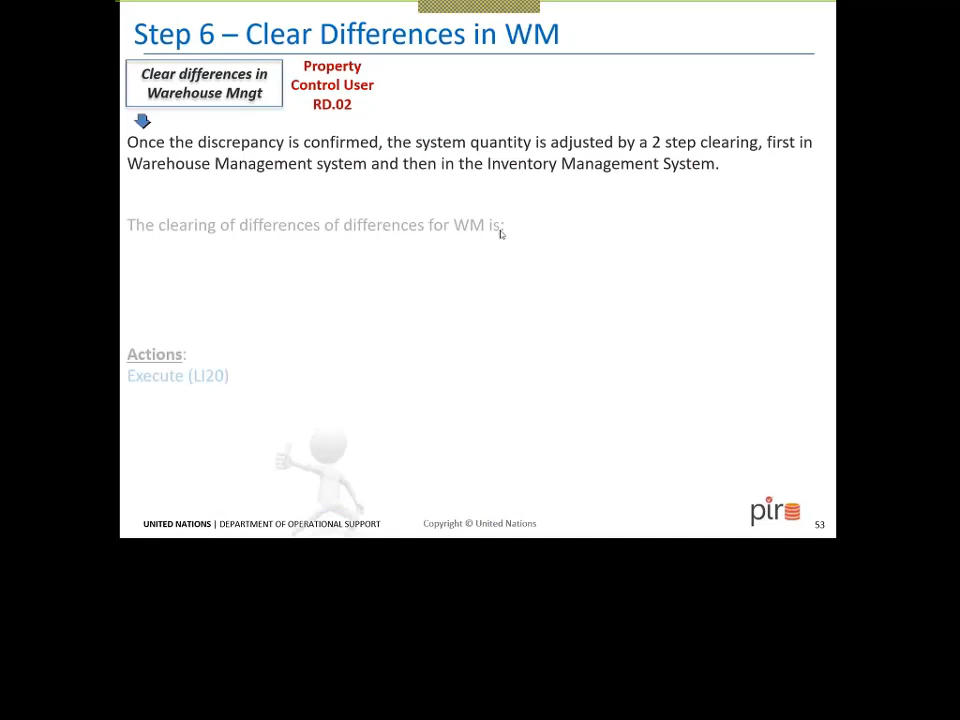 Step 6 – Clear Differences in WM
Clear differences in
Warehouse Mngt
Property
Control User
RD.02
Once the discrepancy is confirmed, the system quantity is adjusted by a 2 step clearing, first in
Warehouse Management system and then in the Inventory Management System.
The clearing of differences of differences for WM is:
Actions:
Execute (LI20)
UNITED NATIONS | DEPARTMENT OF OPERATIONAL SUPPORT
Copyright © United Nations
pir
53